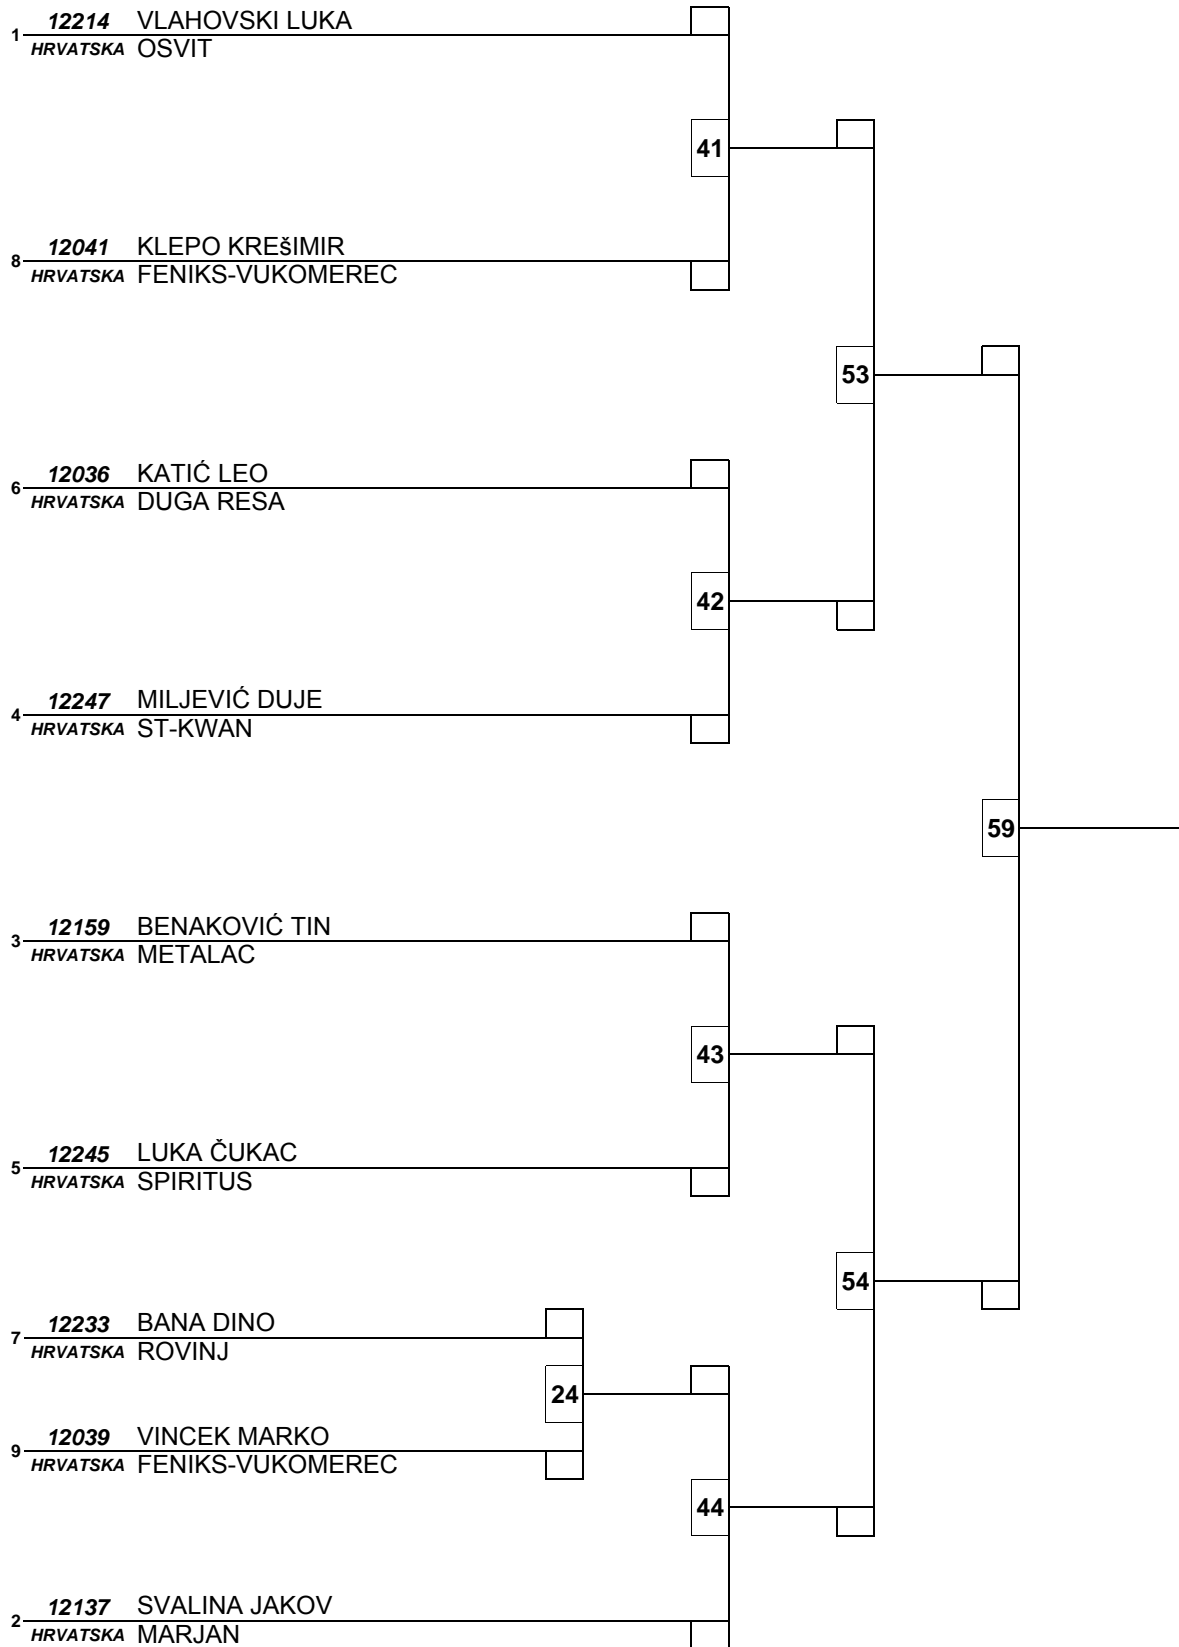 12214 VLAHOVSKI LUKA
1
HRVATSKA OSVIT
41
12041 KLEPO KREšIMIR
8
HRVATSKA FENIKS-VUKOMEREC
53
12036 KATIĆ LEO
6
HRVATSKA DUGA RESA
42
12247 MILJEVIĆ DUJE
4
HRVATSKA ST-KWAN
59
12159 BENAKOVIĆ TIN
3
HRVATSKA METALAC
43
12245 LUKA ČUKAC
5
HRVATSKA SPIRITUS
54
12233 BANA DINO
7
HRVATSKA ROVINJ
24
12039 VINCEK MARKO
9
HRVATSKA FENIKS-VUKOMEREC
44
12137 SVALINA JAKOV
2
HRVATSKA MARJAN